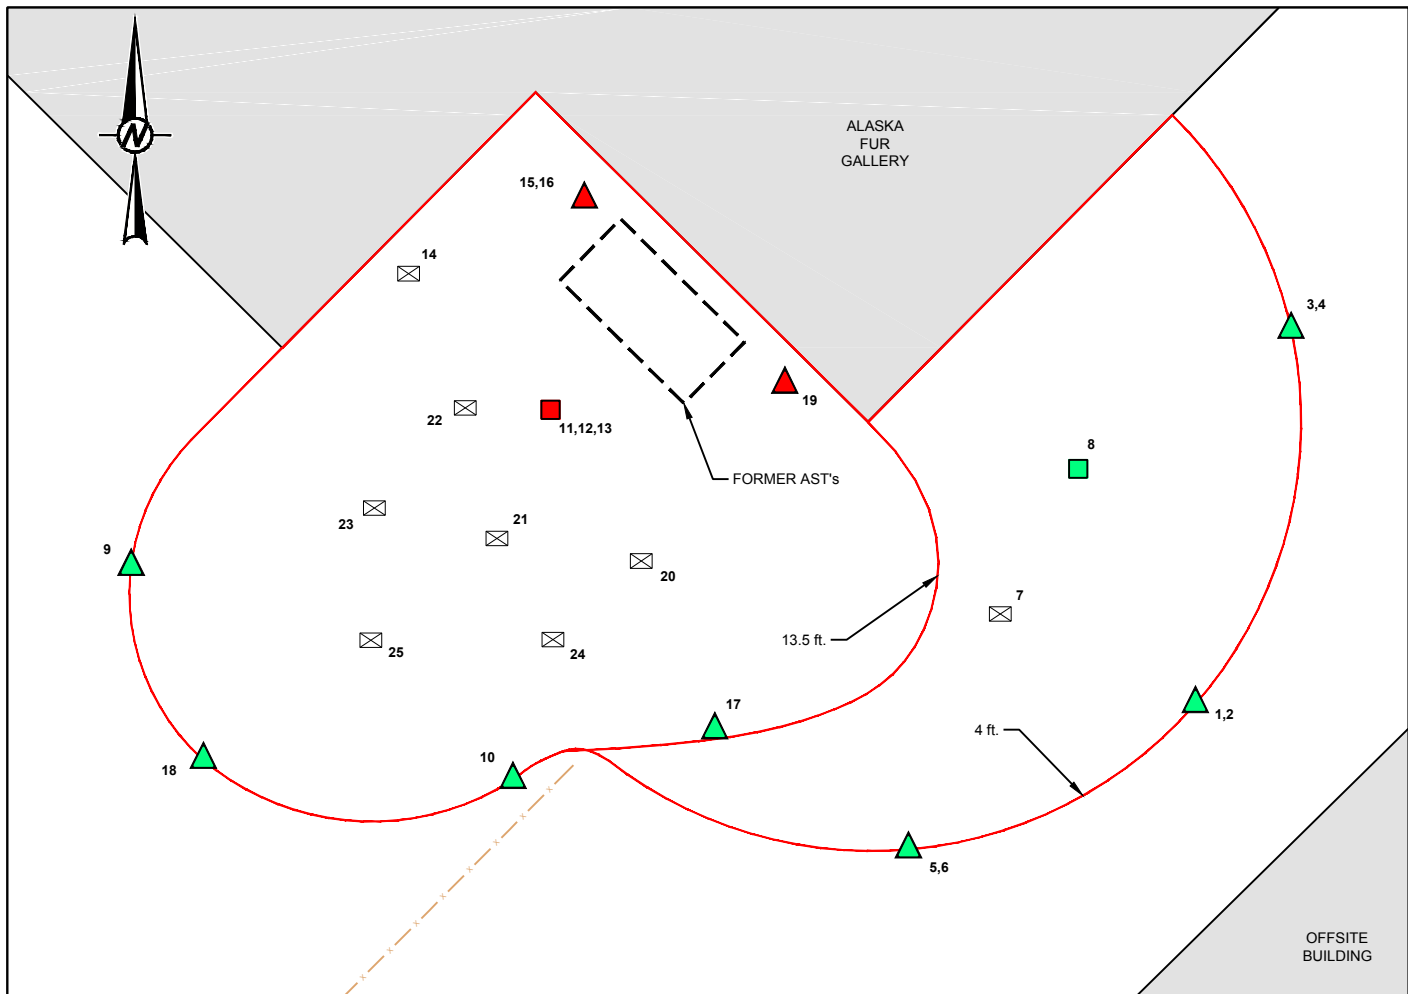 N
ALASKA
FUR
GALLERY
15,16
14
3,4
19
22
11,12,13
8
FORMER AST's
23
21
9
20
7
13.5 ft.
25
24
17
1,2
4 ft.
18
10
5,6
OFFSITE
BUILDING